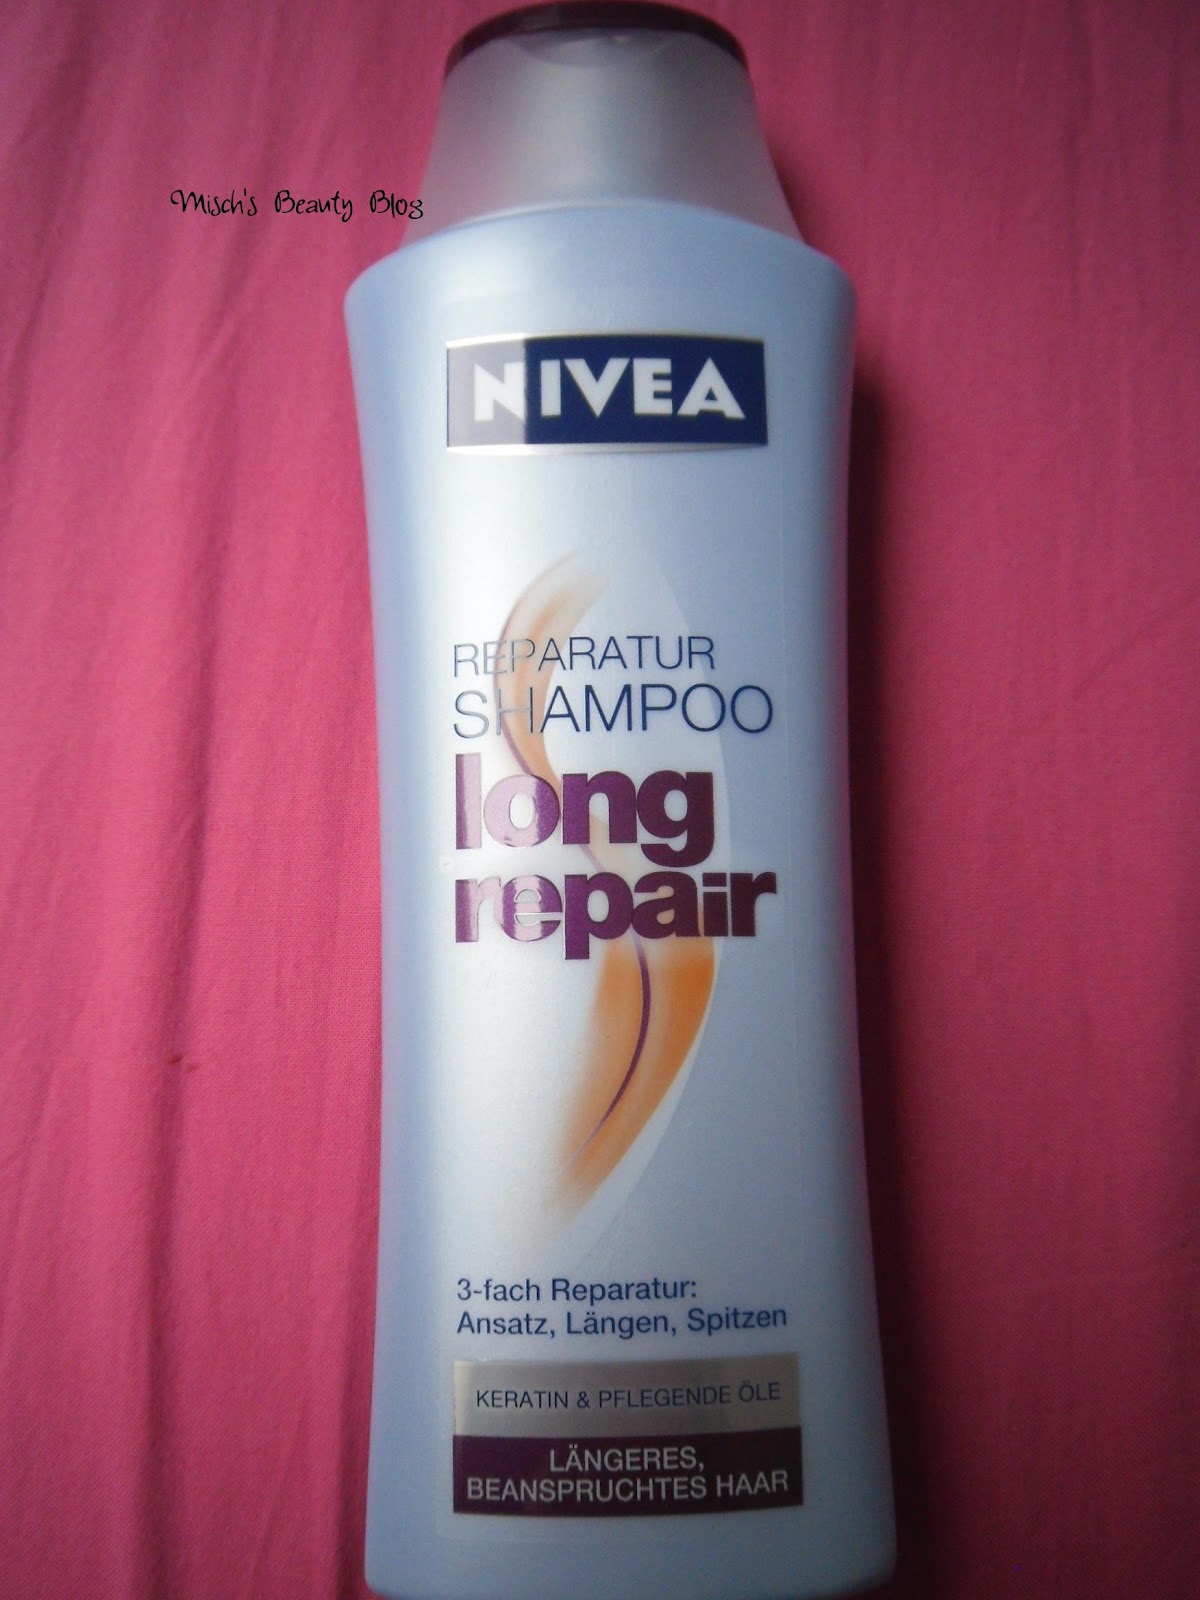 Misch's Beauty Blog
NIVEA
REPARATUR
SHAMPOO
long
repair
3-fach Reparatur:
Ansatz, Längen, Spitzen
KERATIN & PFLEGENDE ÖLE
LÄNGERES,
BEANSPRUCHTES HAAR